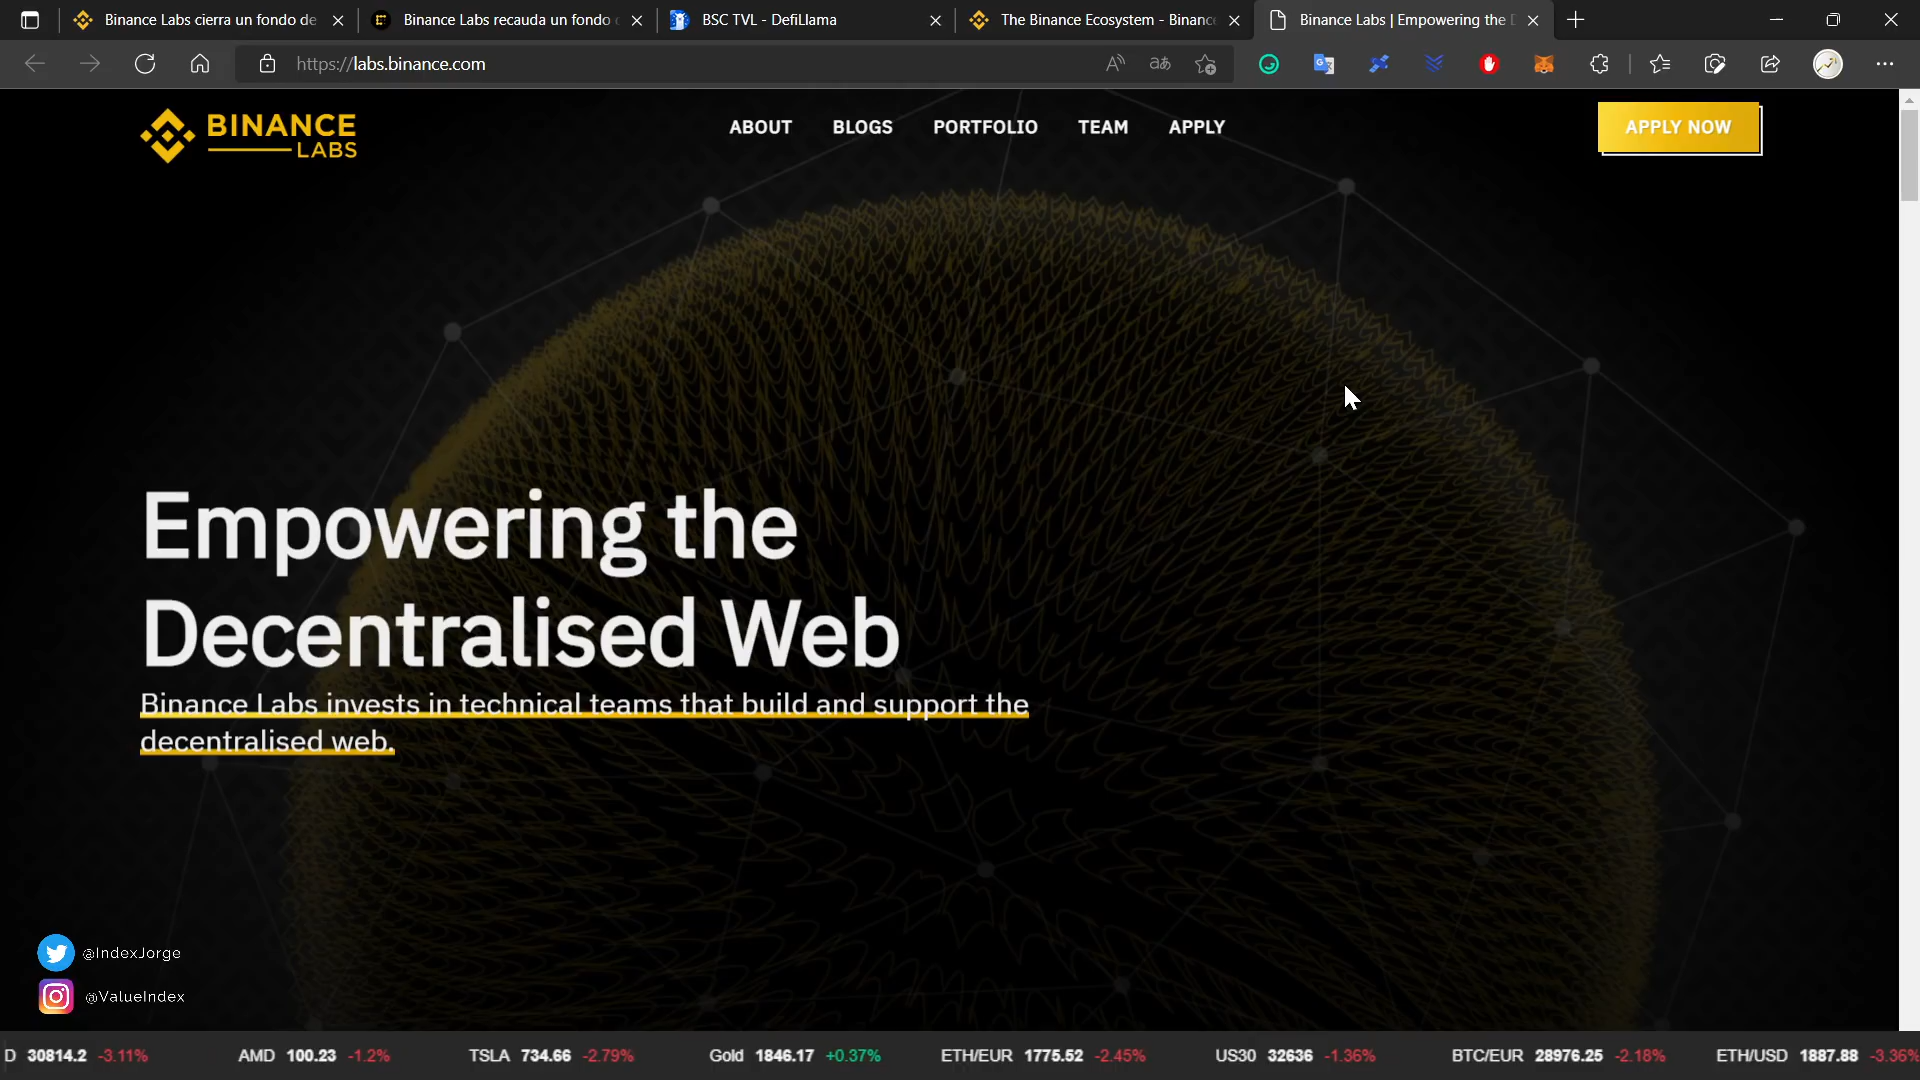 Binance Labs cierra un fondo de
Binance Labs recauda un fondo
BSC TVL - DefiLlama
The Binance Ecosystem - Binanc
Binance Labs | Empowering the D
https://labs.binance.com
BINANCE
LABS
ABOUT BLOGS PORTFOLIO TEAM APPLY
APPLY NOW
Empowering the
Decentralised Web
Binance Labs invests in technical teams that build and support the
decentralised web.
@IndexJorge
@ValueIndex
D 30814.2 -3.11% AMD 100.23 -1.2% TSLA 734.66 -2.79% Gold 1846.17 +0.37% ETH/EUR 1775.52 -2.45% US30 32636 -1.36% BTC/EUR 28976.25 -2.18% ETH/USD 1887.88 -3.36%